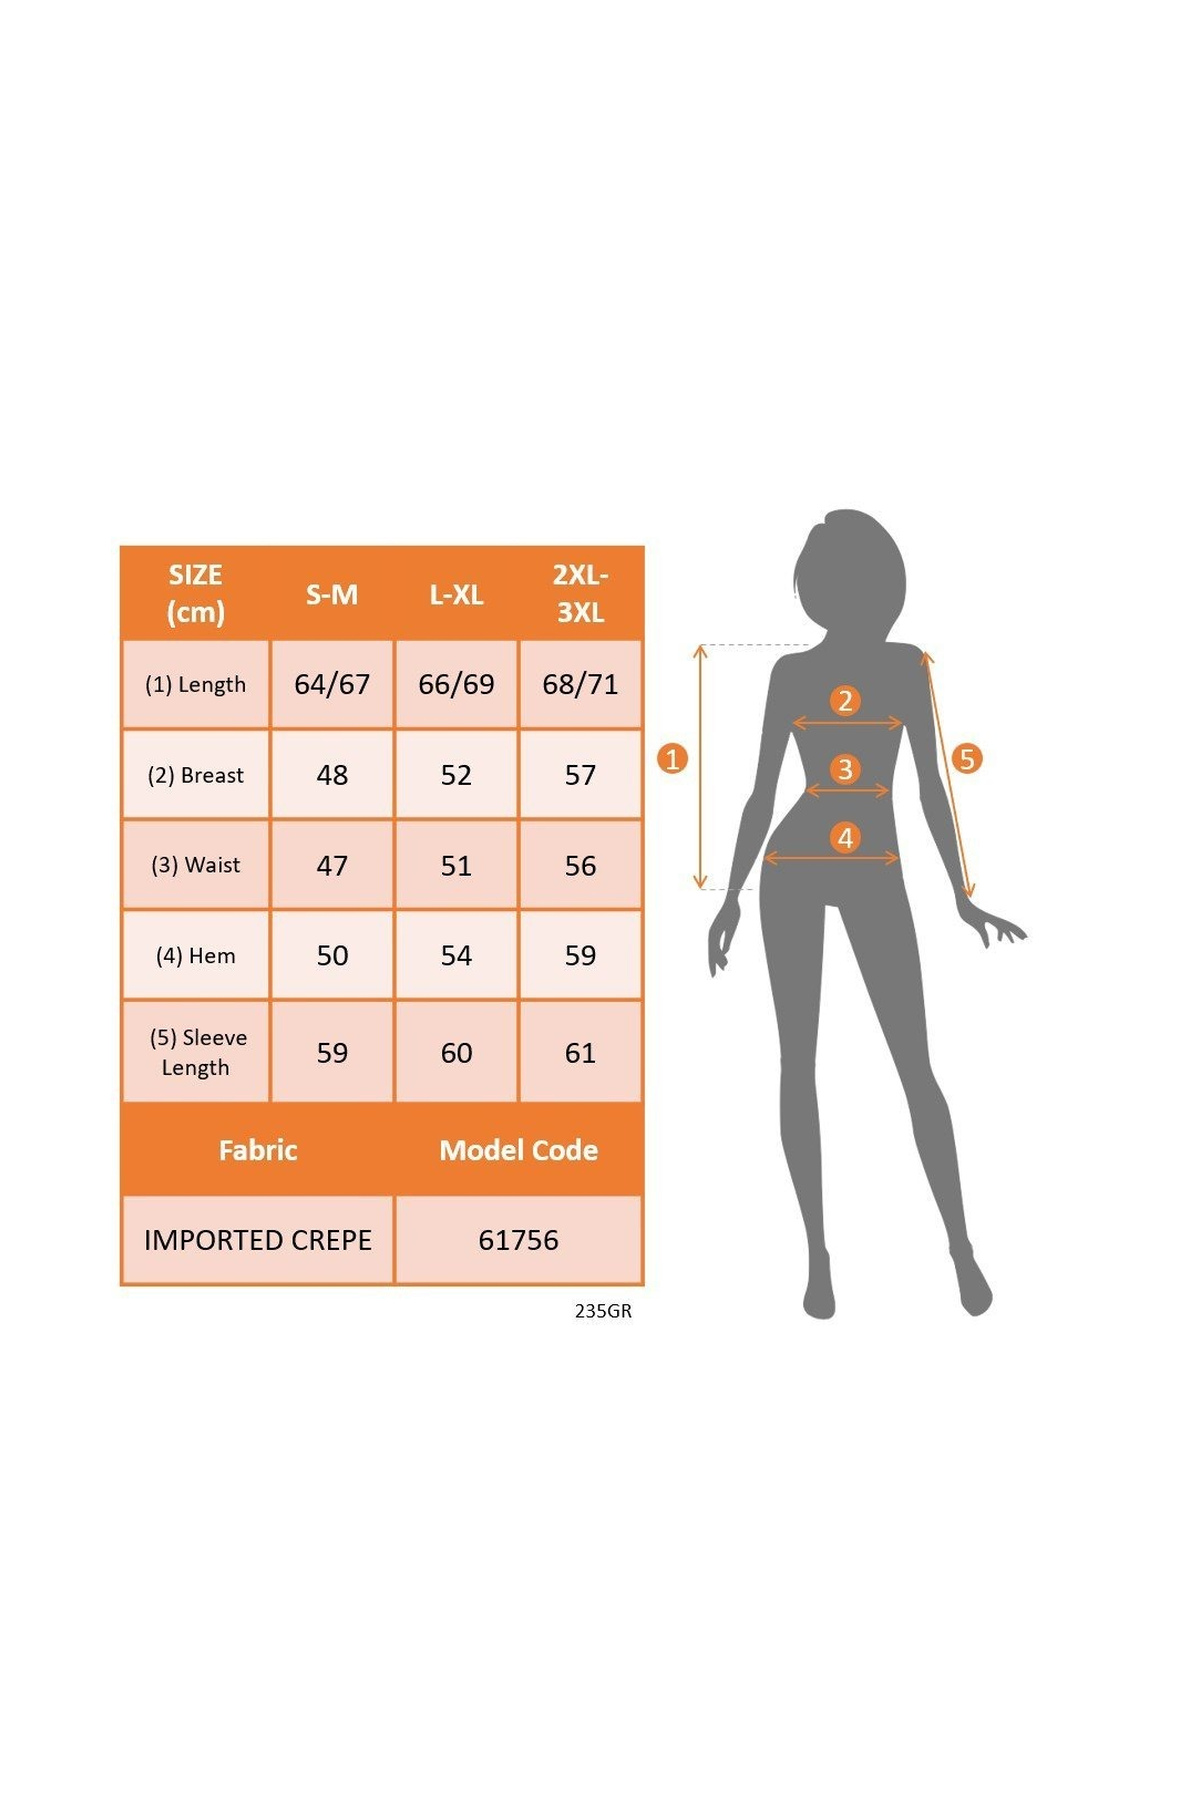 SIZE
(cm)
S-M
L-XL
2XL-
3XL
(1) Length
64/67
66/69
68/71
(2) Breast
48
52
57
(3) Waist
47
51
56
(4) Hem
50
54
59
(5) Sleeve
Length
59
60
61
Fabric
Model Code
IMPORTED CREPE
61756
235GR
1
2
3
4
5